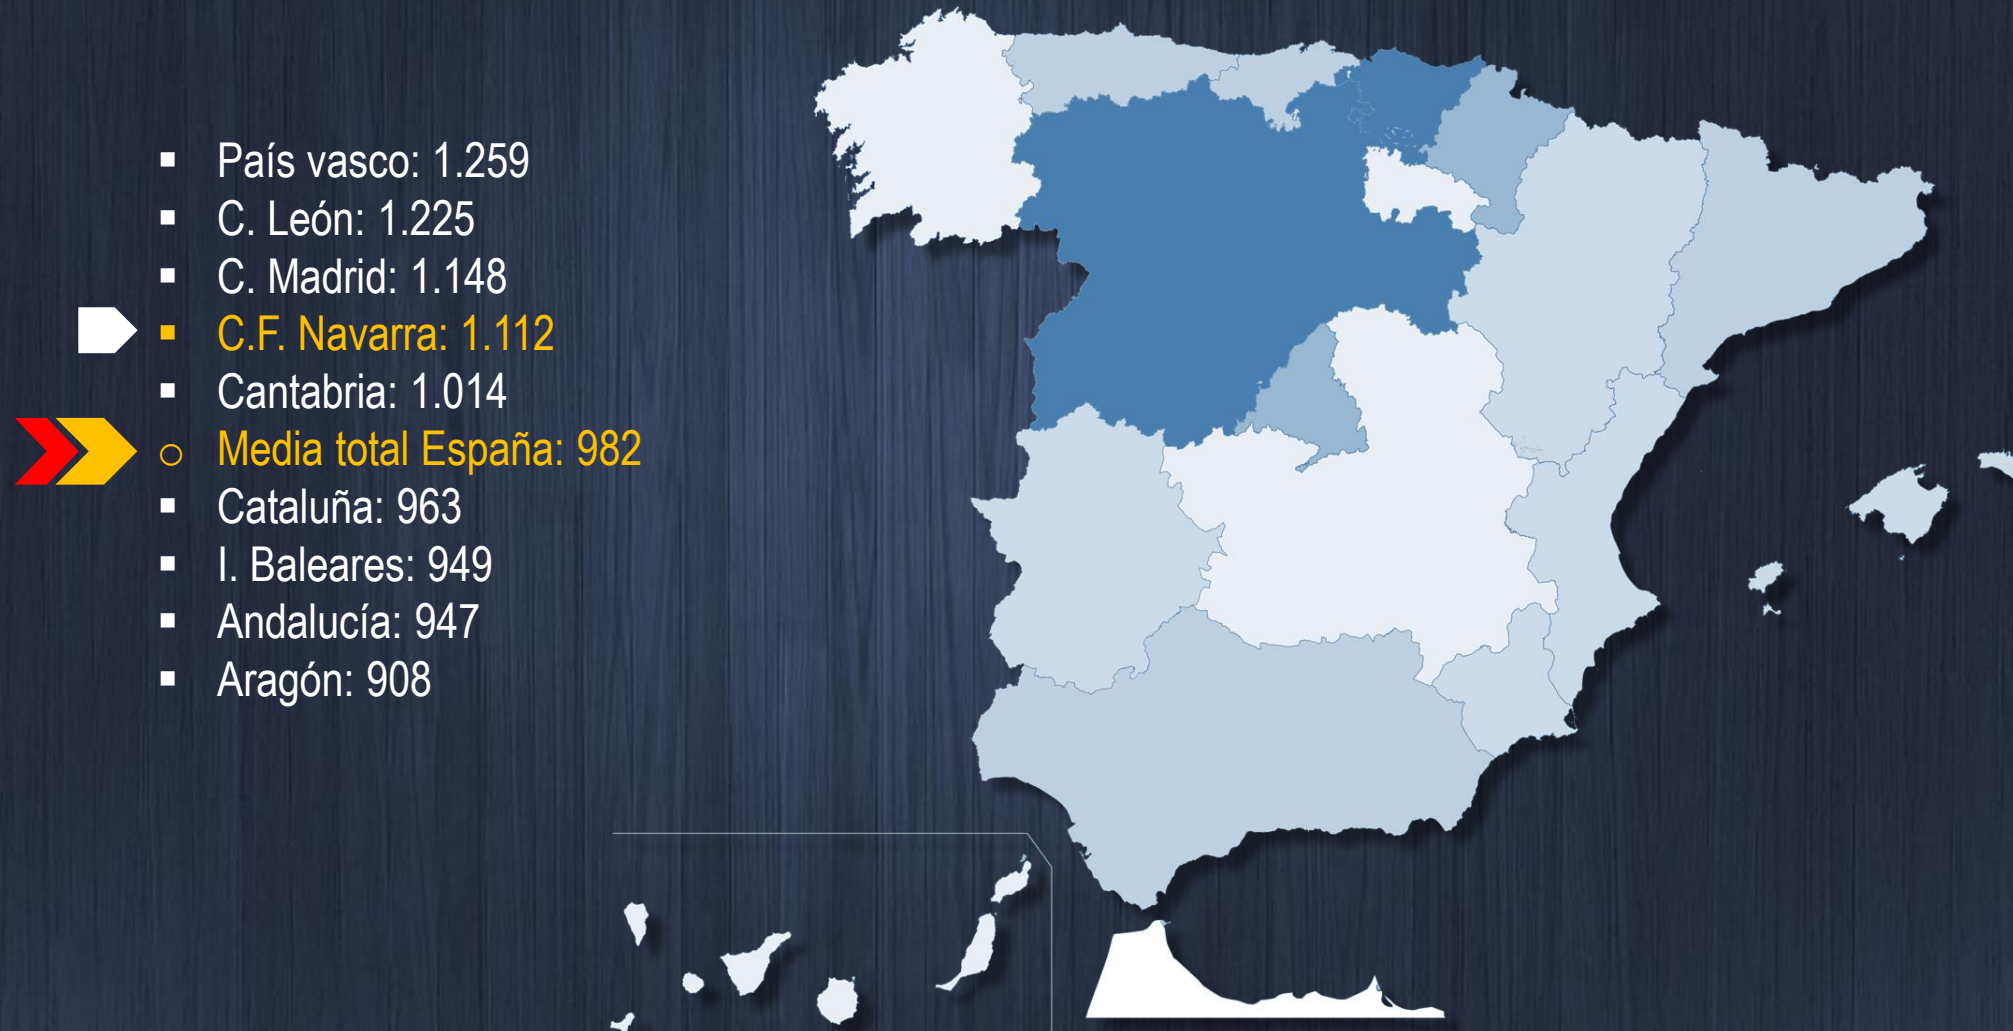 ▪ País vasco: 1.259
▪ C. León: 1.225
▪ C. Madrid: 1.148
▪ C.F. Navarra: 1.112
▪ Cantabria: 1.014
o Media total España: 982
▪ Cataluña: 963
▪ I. Baleares: 949
▪ Andalucía: 947
▪ Aragón: 908